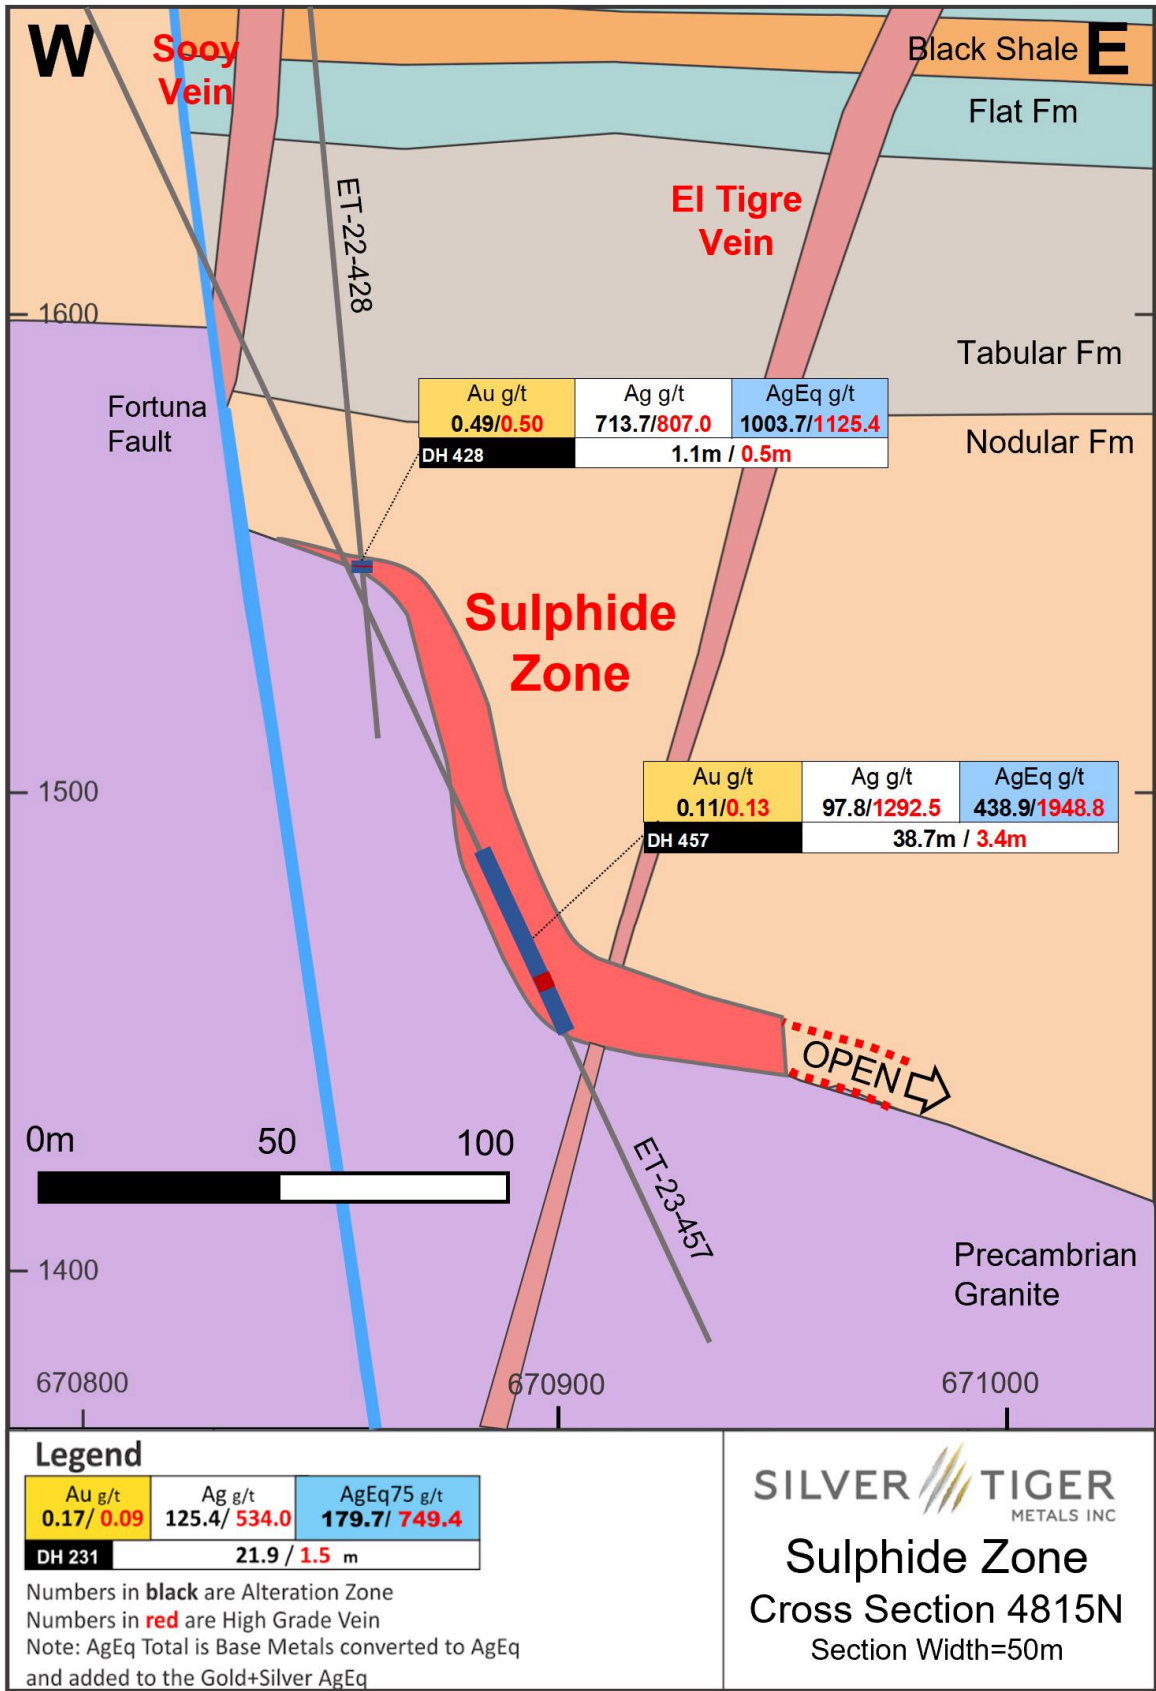 W
E
Sooy
Vein
Black Shale
Flat Fm
ET-22-428
El Tigre
Vein
1600
Tabular Fm
Fortuna
Fault
Au g/t
Ag g/t
AgEq g/t
0.49/0.50
713.7/807.0
1003.7/1125.4
DH 428
1.1m / 0.5m
Nodular Fm
Sulphide
Zone
1500
Au g/t
Ag g/t
AgEq g/t
0.11/0.13
97.8/1292.5
438.9/1948.8
DH 457
38.7m / 3.4m
OPEN
0m
50
100
ET-23-457
1400
Precambrian
Granite
670800
670900
671000
Legend
Au g/t
Ag g/t
AgEq75 g/t
0.17/ 0.09
125.4/ 534.0
179.7/ 749.4
DH 231
21.9 / 1.5 m
Numbers in black are Alteration Zone
Numbers in red are High Grade Vein
Note: AgEq Total is Base Metals converted to AgEq
and added to the Gold+Silver AgEq
SILVER TIGER
METALS INC
Sulphide Zone
Cross Section 4815N
Section Width=50m